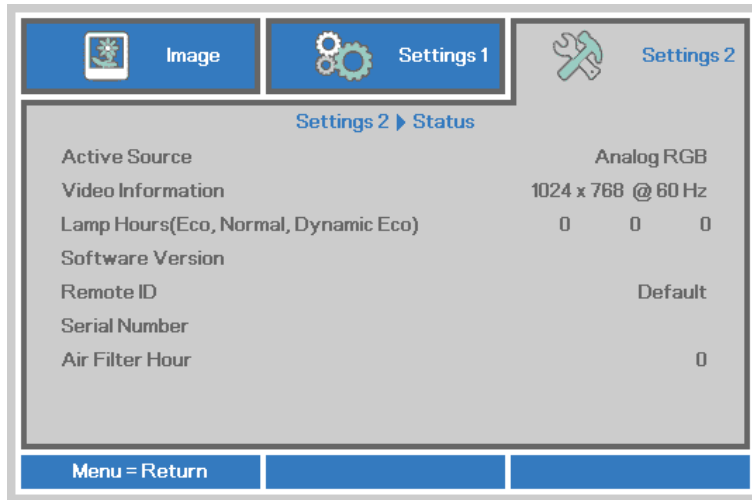 Image
Settings 1
Settings 2
Settings 2 ▶ Status
Active Source Analog RGB
Video Information 1024 x 768 @ 60 Hz
Lamp Hours(Eco, Normal, Dynamic Eco) 0 0 0
Software Version
Remote ID Default
Serial Number
Air Filter Hour 0
Menu = Return